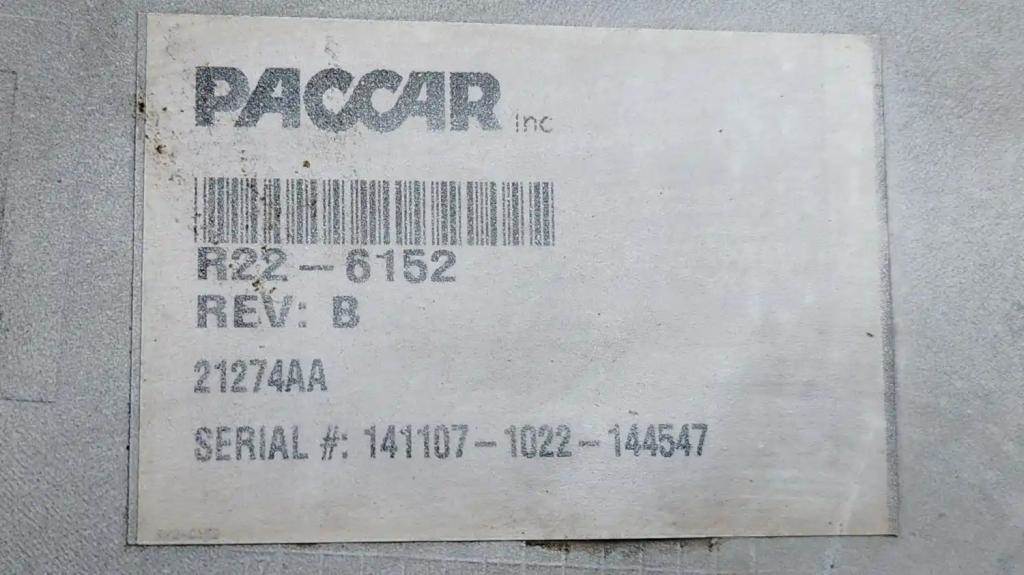 PACCAR Inc
R22-6152
REV: B
21274AA
SERIAL #: 141107-1022-144547